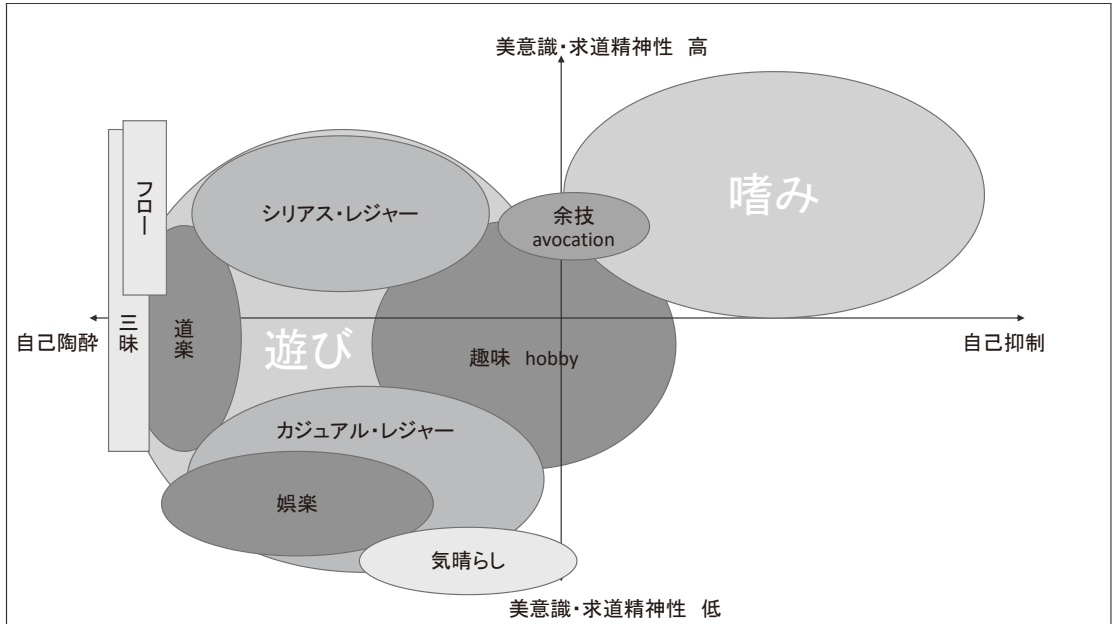 美意識・求道精神性 高
フロー
シリアス・レジャー
余技
avocation
嗜み
自己陶酔
三昧
道楽
遊び
趣味 hobby
自己抑制
カジュアル・レジャー
娯楽
気晴らし
美意識・求道精神性 低